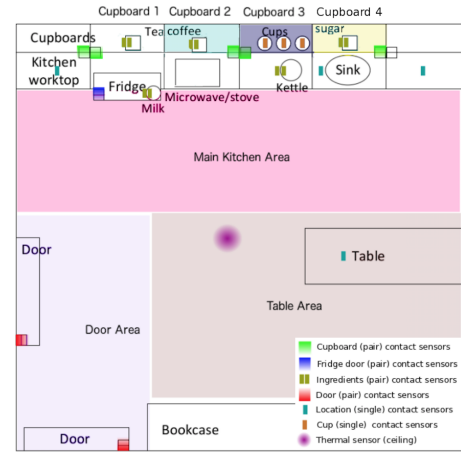 Cupboard 1 Cupboard 2 Cupboard 3 Cupboard 4
Cupboards Tea coffee Cups sugar
Kitchen
worktop
Fridge
Microwave/stove
Milk
Kettle
Sink
Main Kitchen Area
Door
Door Area
Table
Table Area
Door
Bookcase
Cupboard (pair) contact sensors
Fridge door (pair) contact sensors
Ingredients (pair) contact sensors
Door (pair) contact sensors
Location (single) contact sensors
Cup (single) contact sensors
Thermal sensor (ceiling)